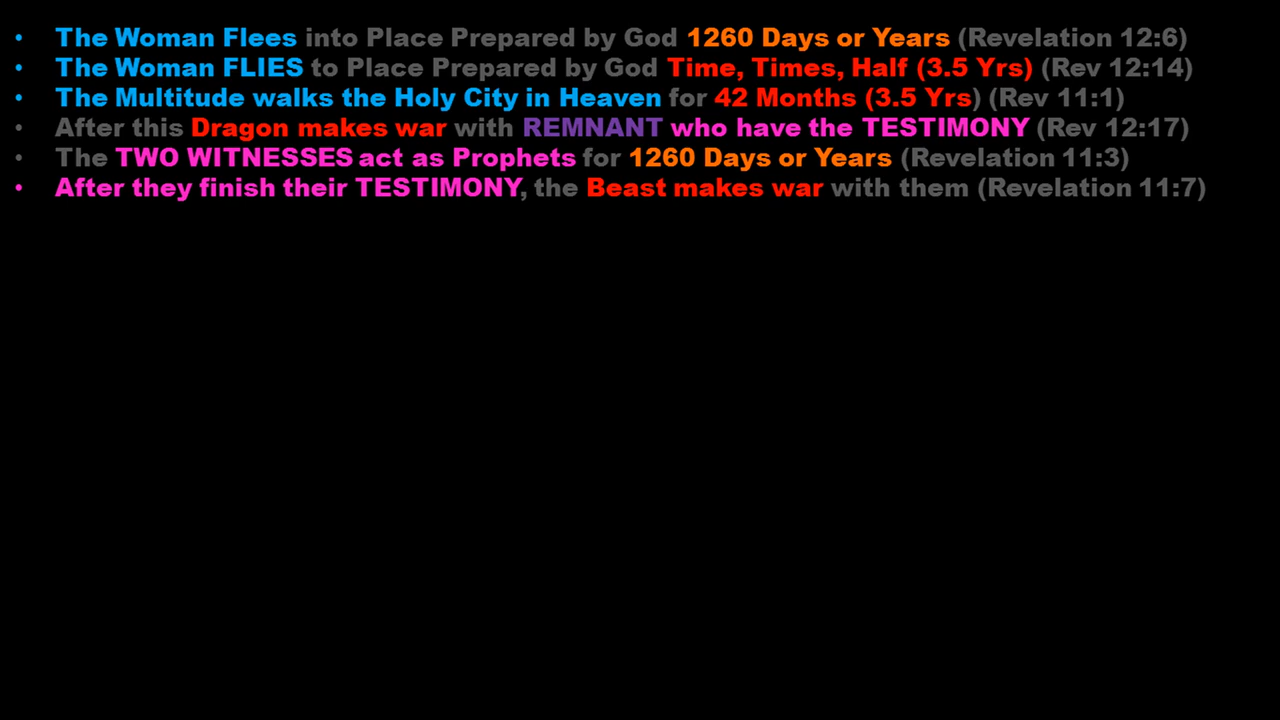 • The Woman Flees into Place Prepared by God 1260 Days or Years (Revelation 12:6)
• The Woman FLIES to Place Prepared by God Time, Times, Half (3.5 Yrs) (Rev 12:14)
• The Multitude walks the Holy City in Heaven for 42 Months (3.5 Yrs) (Rev 11:1)
• After this Dragon makes war with REMNANT who have the TESTIMONY (Rev 12:17)
• The TWO WITNESSES act as Prophets for 1260 Days or Years (Revelation 11:3)
• After they finish their TESTIMONY, the Beast makes war with them (Revelation 11:7)